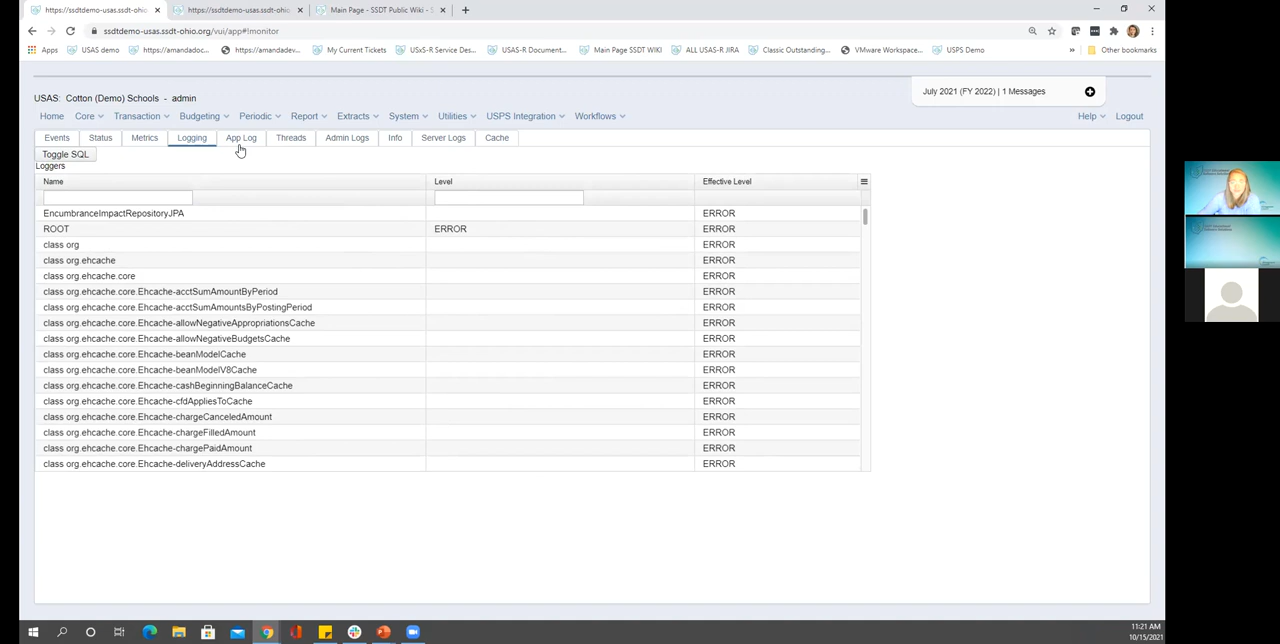 https://ssdtdemo-usas.ssdt-ohio.
https://ssdtdemo-usas.ssdt-ohio.
Main Page - SSDT Public Wiki - S
ssdtdemo-usas.ssdt-ohio.org/vui/app#!monitor
Apps USAS demo https://amandadoc... https://amandadev... My Current Tickets USxS-R Service Des... USAS-R Document... Main Page SSDT WIKI ALL USAS-R JIRA Classic Outstanding... VMware Workspace... USPS Demo » Other bookmarks
USAS: Cotton (Demo) Schools - admin
July 2021 (FY 2022) | 1 Messages
Home Core Transaction Budgeting Periodic Report Extracts System Utilities USPS Integration Workflows Help Logout
Events Status Metrics Logging App Log Threads Admin Logs Info Server Logs Cache
Toggle SQL
Loggers
Name Level Effective Level
EncumbranceImpactRepositoryJPA ERROR
ROOT ERROR ERROR
class org ERROR
class org.ehcache ERROR
class org.ehcache.core ERROR
class org.ehcache.core.Ehcache-acctSumAmountByPeriod ERROR
class org.ehcache.core.Ehcache-acctSumAmountsByPostingPeriod ERROR
class org.ehcache.core.Ehcache-allowNegativeAppropriationsCache ERROR
class org.ehcache.core.Ehcache-allowNegativeBudgetsCache ERROR
class org.ehcache.core.Ehcache-beanModelCache ERROR
class org.ehcache.core.Ehcache-beanModelV8Cache ERROR
class org.ehcache.core.Ehcache-cashBeginningBalanceCache ERROR
class org.ehcache.core.Ehcache-cfdAppliesToCache ERROR
class org.ehcache.core.Ehcache-chargeCanceledAmount ERROR
class org.ehcache.core.Ehcache-chargeFilledAmount ERROR
class org.ehcache.core.Ehcache-chargePaidAmount ERROR
class org.ehcache.core.Ehcache-deliveryAddressCache ERROR
11:21 AM
10/15/2021